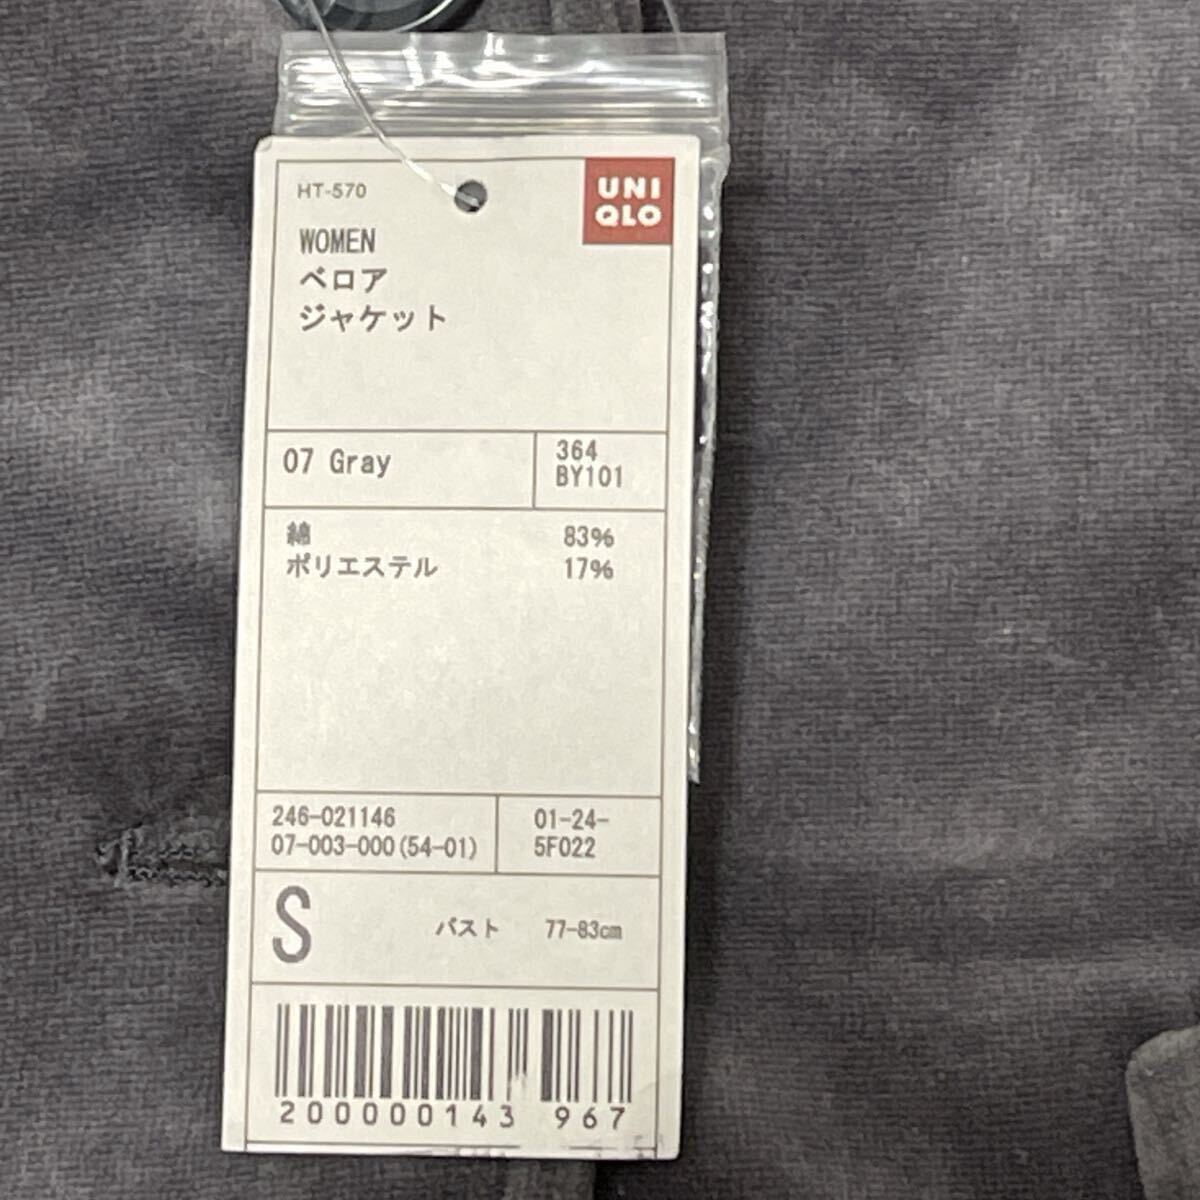 HT-570
UNI
QLO
WOMEN
ベロア
ジャケット
07 Gray
364
BY101
綿 83%
ポリエステル 17%
246-021146
07-003-000(54-01)
01-24-
5F022
S バスト 77-83cm
200000143 967